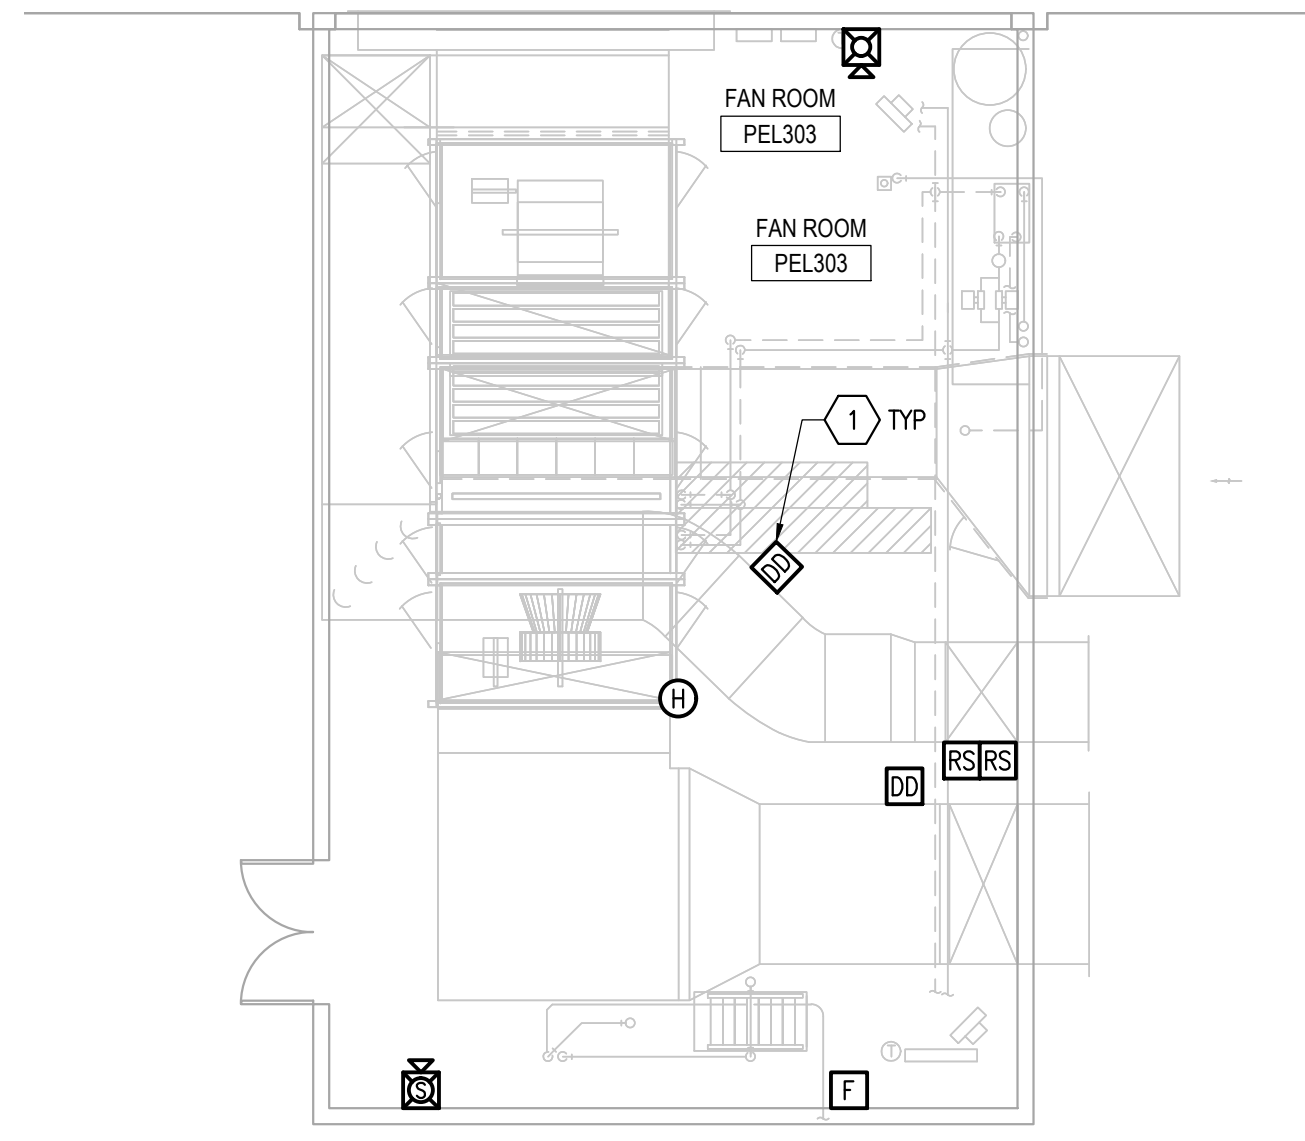 FAN ROOM
PEL303
FAN ROOM
PEL303
1 TYP
DD
H
RS RS
DD
T
S
F